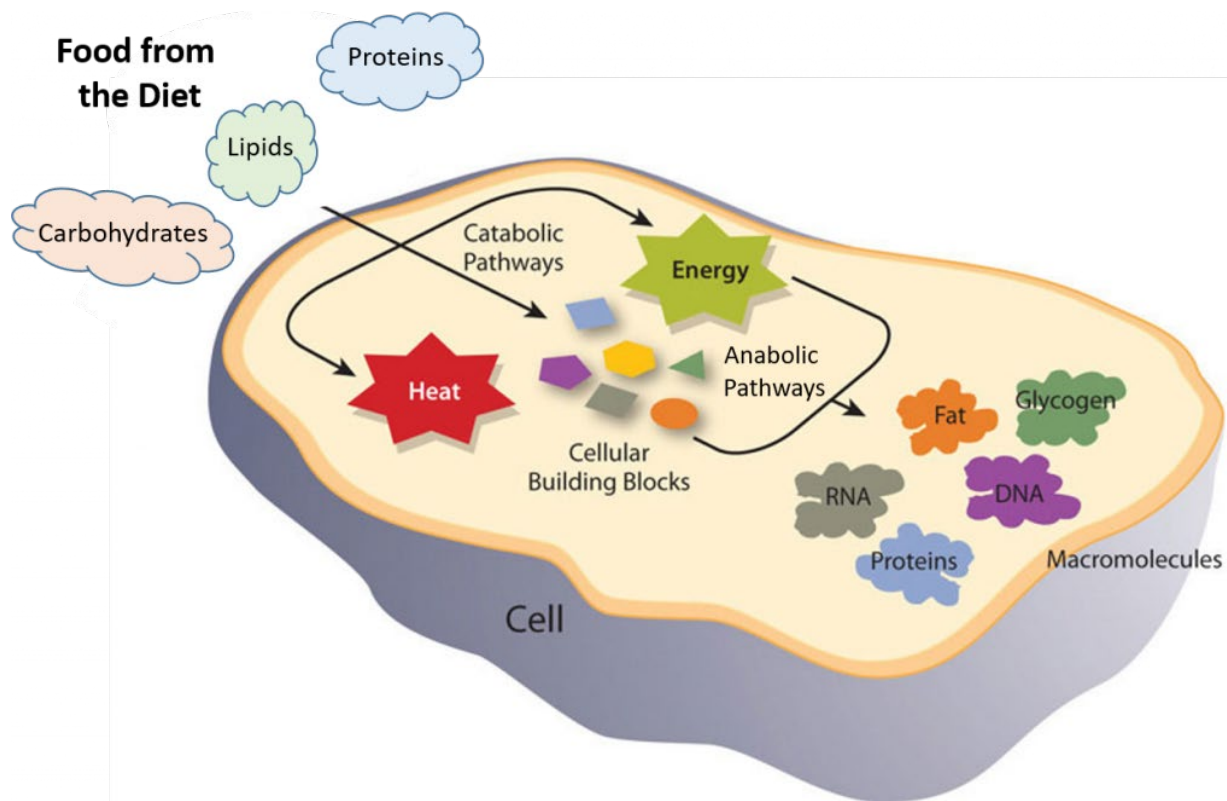 Food from
the Diet
Proteins
Lipids
Carbohydrates
Catabolic
Pathways
Energy
Heat
Anabolic
Pathways
Cellular
Building Blocks
Fat
Glycogen
RNA
DNA
Proteins
Macromolecules
Cell